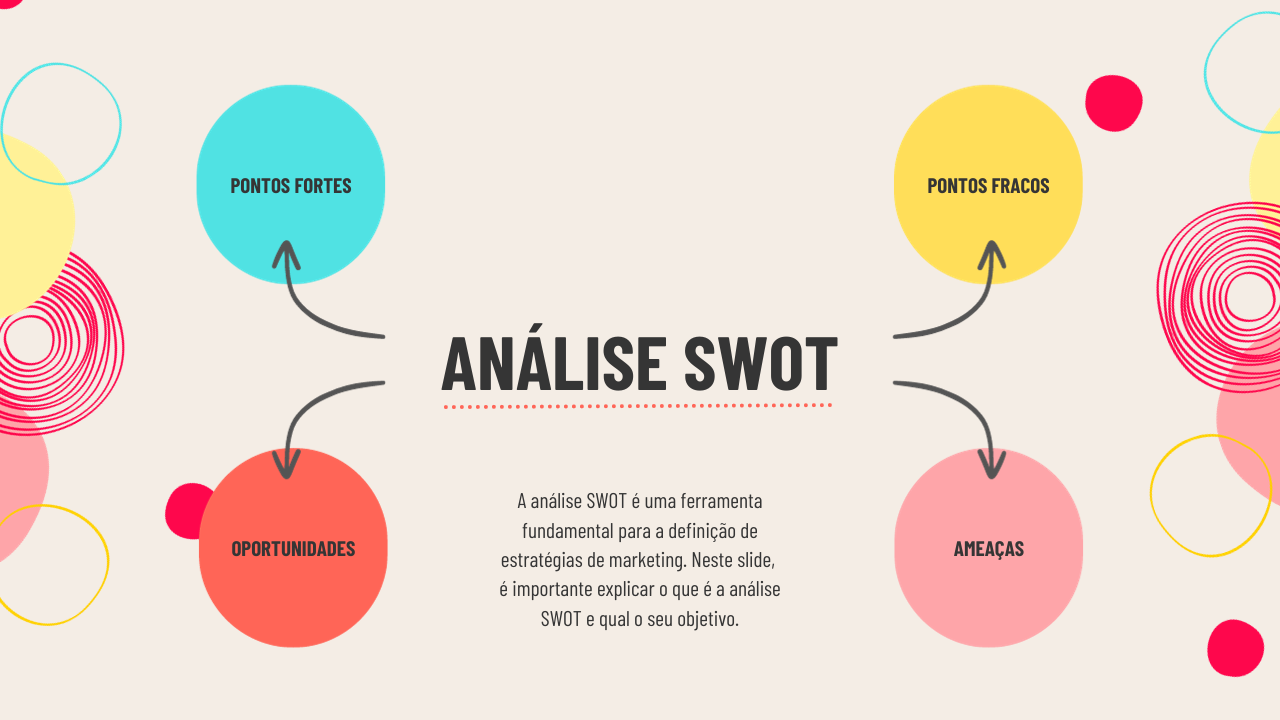 PONTOS FORTES
PONTOS FRACOS
ANÁLISE SWOT
OPORTUNIDADES
AMEAÇAS
A análise SWOT é uma ferramenta
fundamental para a definição de
estratégias de marketing. Neste slide,
é importante explicar o que é a análise
SWOT e qual o seu objetivo.